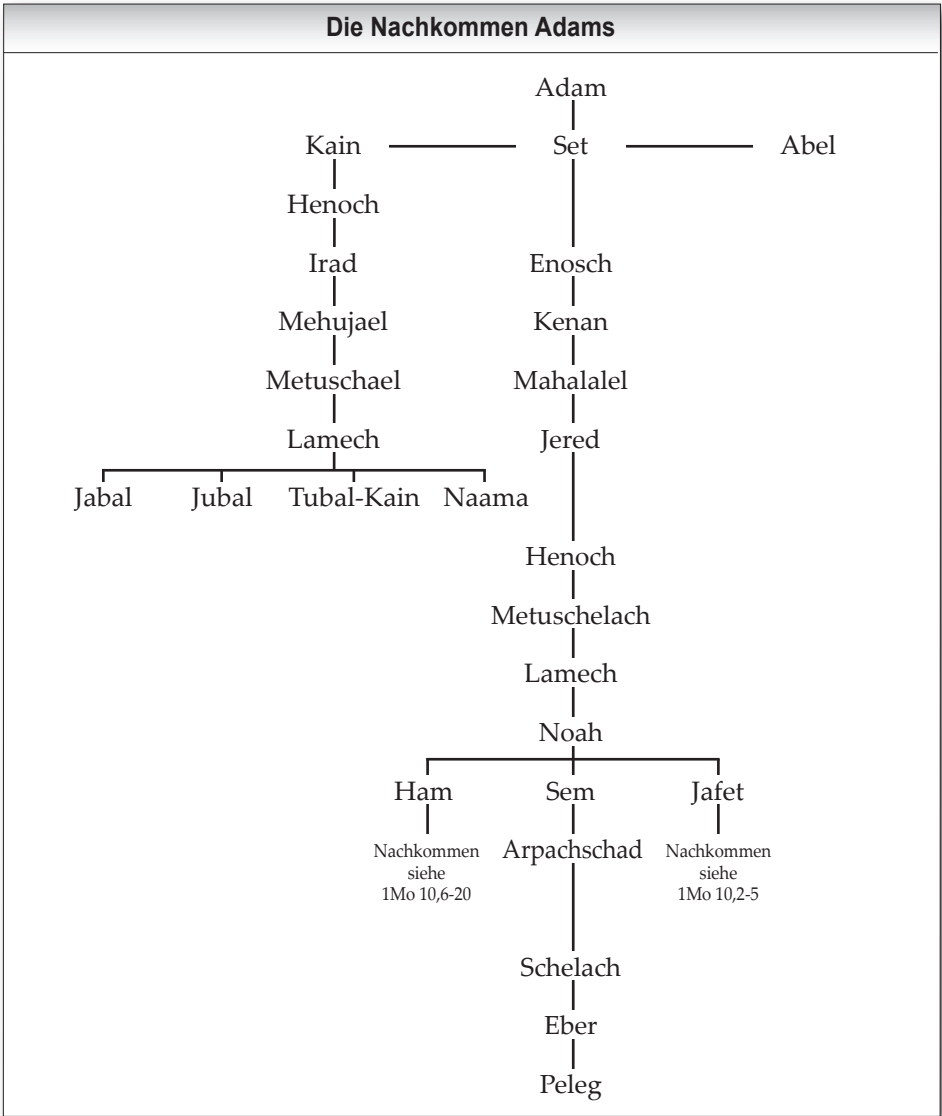 Die Nachkommen Adams
Adam
Kain Set Abel
Henoch
Irad Enosch
Mehujael Kenan
Metuschael Mahalalel
Lamech Jered
Jabal Jubal Tubal-Kain Naama
Henoch
Metuschelach
Lamech
Noah
Ham Sem Jafet
Nachkommen Arpachschad Nachkommen
siehe siehe
1Mo 10,6-20 1Mo 10,2-5
Schelach
Eber
Peleg